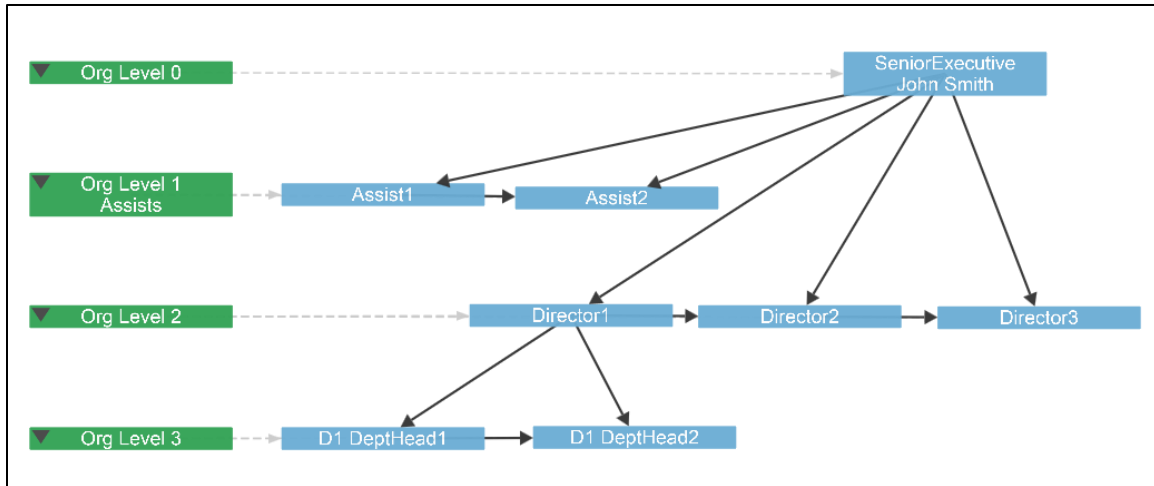 Org Level 0
SeniorExecutive
John Smith
Org Level 1
Assists
Assist1
Assist2
Org Level 2
Director1
Director2
Director3
Org Level 3
D1 DeptHead1
D1 DeptHead2